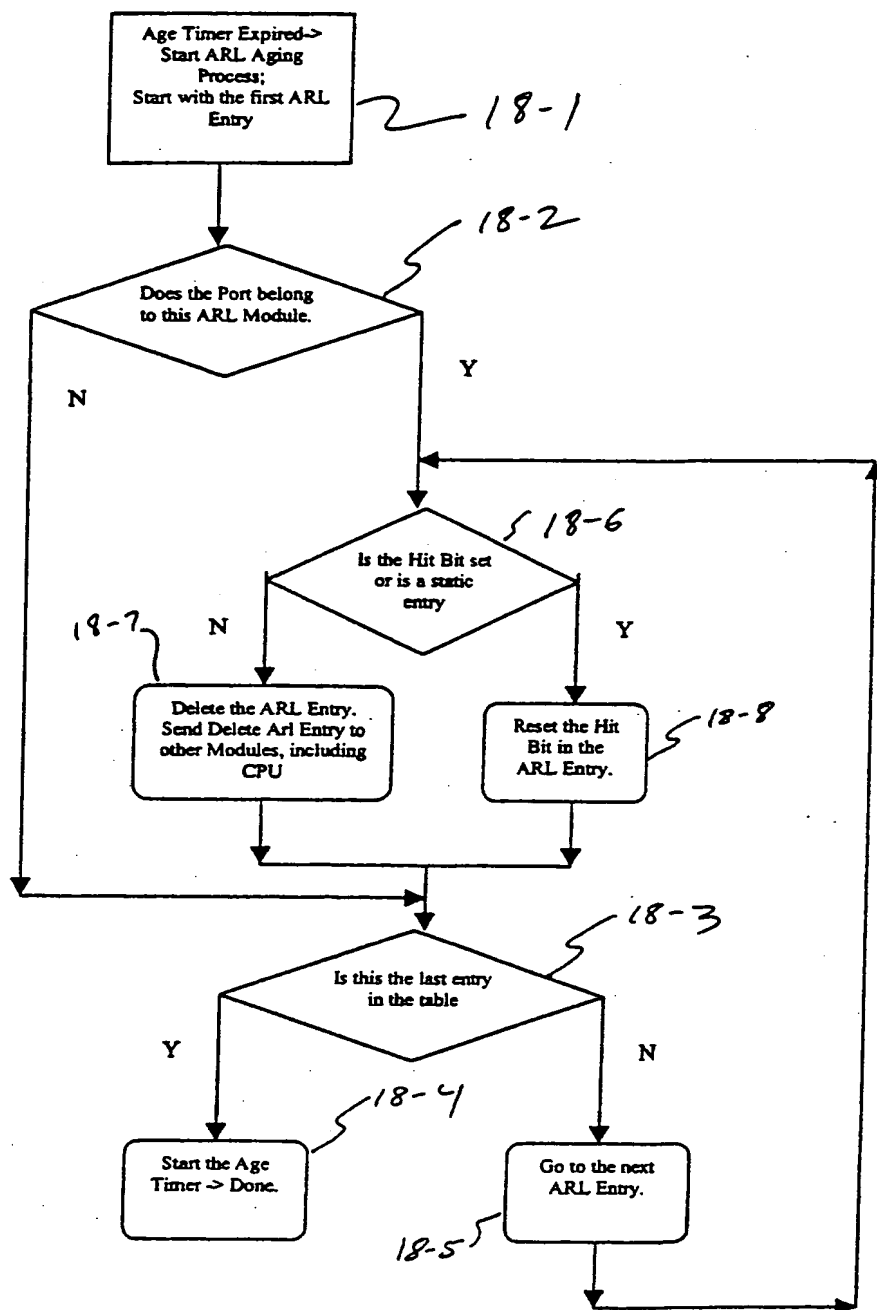 Age Timer Expired->
Start ARL Aging
Process;
Start with the first ARL
Entry
18-1
18-2
Does the Port belong
to this ARL Module.
N
Y
18-6
Is the Hit Bit set
or is a static
entry
18-7
N
Y
Delete the ARL Entry.
Send Delete Arl Entry to
other Modules, including
CPU
Reset the Hit
Bit in the
ARL Entry.
18-8
18-3
Is this the last entry
in the table
Y
N
18-4
Start the Age
Timer -> Done.
Go to the next
ARL Entry.
18-5